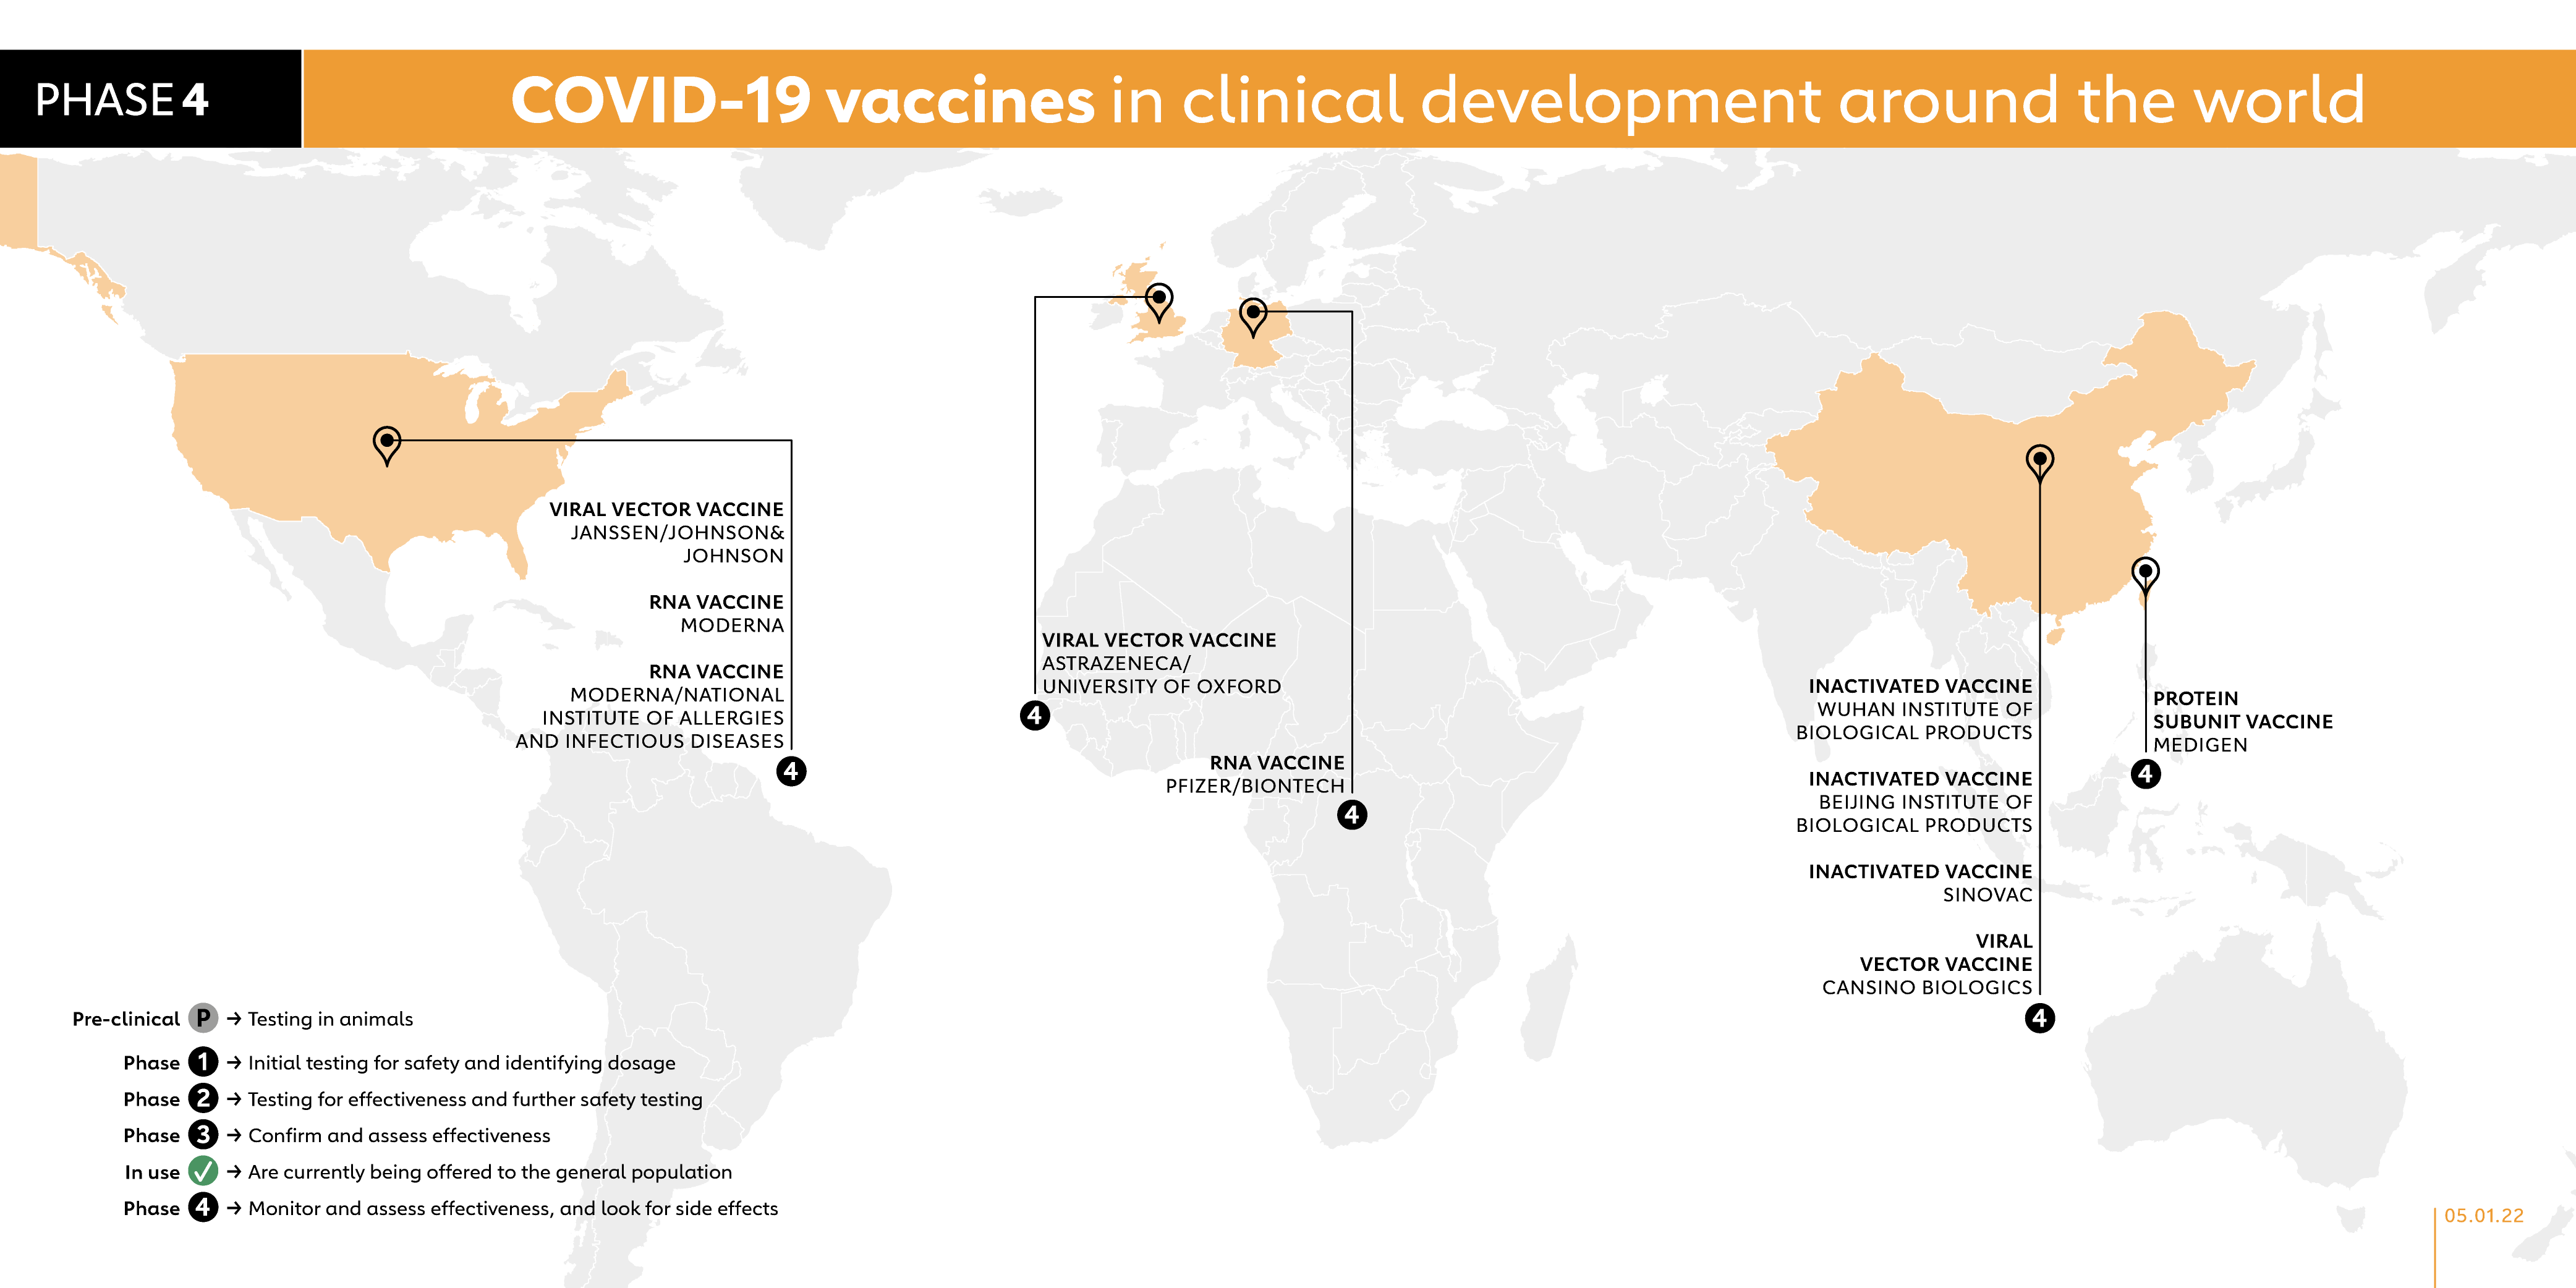 PHASE 4
COVID-19 vaccines in clinical development around the world
VIRAL VECTOR VACCINE
JANSSEN/JOHNSON&
JOHNSON
RNA VACCINE
MODERNA
RNA VACCINE
MODERNA/NATIONAL
INSTITUTE OF ALLERGIES
AND INFECTIOUS DISEASES
4
VIRAL VECTOR VACCINE
ASTRAZENECA/
UNIVERSITY OF OXFORD
4
RNA VACCINE
PFIZER/BIONTECH
4
INACTIVATED VACCINE
WUHAN INSTITUTE OF
BIOLOGICAL PRODUCTS
INACTIVATED VACCINE
BEIJING INSTITUTE OF
BIOLOGICAL PRODUCTS
INACTIVATED VACCINE
SINOVAC
VIRAL
VECTOR VACCINE
CANSINO BIOLOGICS
4
PROTEIN
SUBUNIT VACCINE
MEDIGEN
4
Pre-clinical P → Testing in animals
Phase 1 → Initial testing for safety and identifying dosage
Phase 2 → Testing for effectiveness and further safety testing
Phase 3 → Confirm and assess effectiveness
In use ✓ → Are currently being offered to the general population
Phase 4 → Monitor and assess effectiveness, and look for side effects
05.01.22